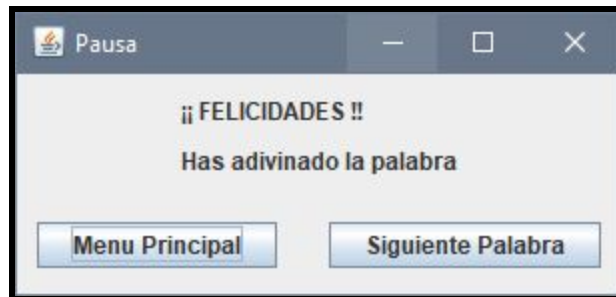 Pausa
¡¡ FELICIDADES !!
Has adivinado la palabra
Menu Principal
Siguiente Palabra